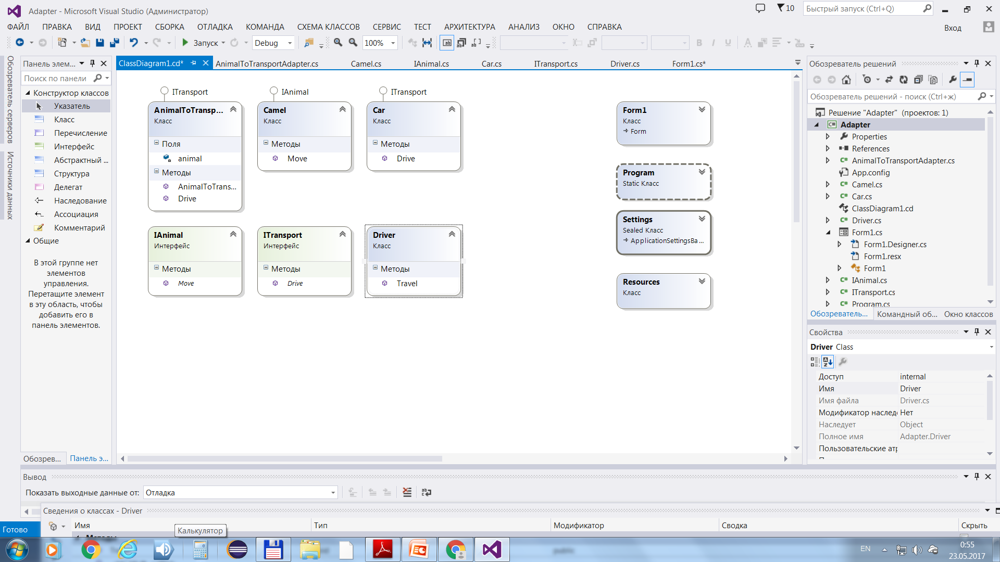 Adapter - Microsoft Visual Studio (Администратор)
10
Быстрый запуск (Ctrl+Q)
ФАЙЛ ПРАВКА ВИД ПРОЕКТ СБОРКА ОТЛАДКА КОМАНДА СХЕМА КЛАССОВ СЕРВИС ТЕСТ АРХИТЕКТУРА АНАЛИЗ ОКНО СПРАВКА
Вход
Запуск Debug 100%
Обозреватель серверов
Источники данных
Панель элем...
Поиск по панели
Конструктор классов
Указатель
Класс
Перечисление
Интерфейс
Абстрактный ...
Структура
Делегат
Наследование
Ассоциация
Комментарий
Общие
В этой группе нет
элементов
управления.
Перетащите элемент
в эту область, чтобы
добавить его в
панель элементов.
Обозрев... Панель э...
ClassDiagram1.cd* AnimalToTransportAdapter.cs Camel.cs IAnimal.cs Car.cs ITransport.cs Driver.cs Form1.cs*
ITransport
AnimalToTransp...
Класс
Поля
animal
Методы
AnimalToTrans...
Drive
IAnimal
Camel
Класс
Методы
Move
ITransport
Car
Класс
Методы
Drive
IAnimal
Интерфейс
Методы
Move
ITransport
Интерфейс
Методы
Drive
Driver
Класс
Методы
Travel
Form1
Класс
Form
Program
Static Класс
Settings
Sealed Класс
ApplicationSettingsBa...
Resources
Класс
Обозреватель решений
Обозреватель решений - поиск (Ctrl+ж)
Решение "Adapter" (проектов: 1)
Adapter
Properties
References
AnimalToTransportAdapter.cs
App.config
Camel.cs
Car.cs
ClassDiagram1.cd
Driver.cs
Form1.cs
Form1.Designer.cs
Form1.resx
Form1
IAnimal.cs
ITransport.cs
Program.cs
Обозреватель... Командный об... Окно классов
Свойства
Driver Class
Доступ internal
Имя Driver
Имя файла Driver.cs
Модификатор наследо Нет
Наследует Object
Полное имя Adapter.Driver
Пользовательские атр
Вывод
Показать выходные данные от: Отладка
Сведения о классах - Driver
Имя Тип Модификатор Сводка Скрыть
Готово
Калькулятор
EN
0:55
23.05.2017